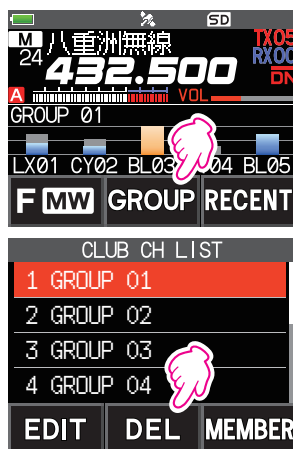 SD
M 八重洲無線 TX05
24 432.500 RX00
DN
A VOL
GROUP 01
LX01 CY02 BL03 04 BL05
F MW GROUP RECENT
CLUB CH LIST
1 GROUP 01
2 GROUP 02
3 GROUP 03
4 GROUP 04
EDIT DEL MEMBER